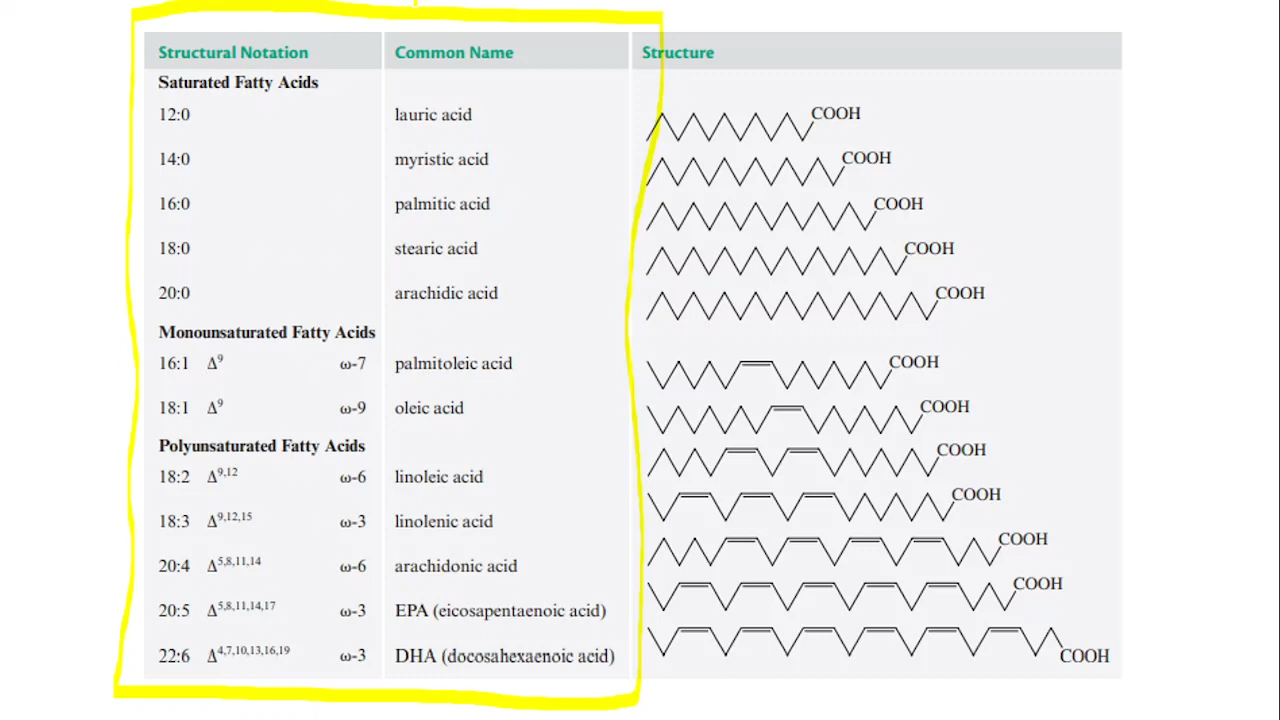 Structural Notation Common Name Structure
Saturated Fatty Acids
12:0 lauric acid COOH
14:0 myristic acid COOH
16:0 palmitic acid COOH
18:0 stearic acid COOH
20:0 arachidic acid COOH
Monounsaturated Fatty Acids
16:1 Δ⁹ ω-7 palmitoleic acid COOH
18:1 Δ⁹ ω-9 oleic acid COOH
Polyunsaturated Fatty Acids
18:2 Δ⁹,¹² ω-6 linoleic acid COOH
18:3 Δ⁹,¹²,¹⁵ ω-3 linolenic acid COOH
20:4 Δ⁵,⁸,¹¹,¹⁴ ω-6 arachidonic acid COOH
20:5 Δ⁵,⁸,¹¹,¹⁴,¹⁷ ω-3 EPA (eicosapentaenoic acid) COOH
22:6 Δ⁴,⁷,¹⁰,¹³,¹⁶,¹⁹ ω-3 DHA (docosahexaenoic acid) COOH